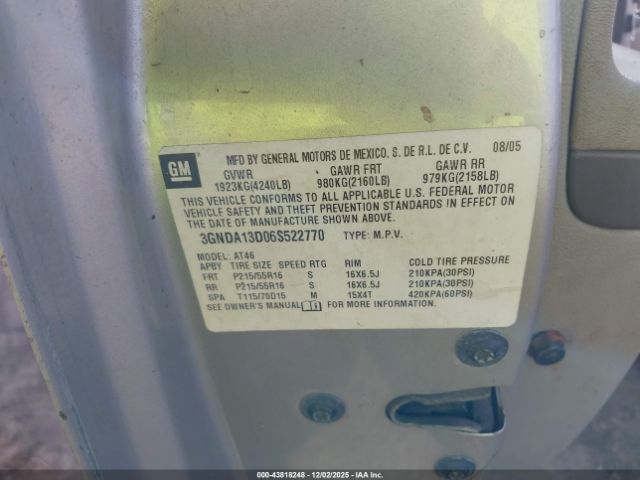 GM
MFD BY GENERAL MOTORS DE MEXICO, S. DE R.L. DE C.V. 08/05
GVWR GAWR FRT GAWR RR
1923KG(4240LB) 980KG(2160LB) 979KG(2158LB)
THIS VEHICLE CONFORMS TO ALL APPLICABLE U.S. FEDERAL MOTOR
VEHICLE SAFETY AND THEFT PREVENTION STANDARDS IN EFFECT ON
THE DATE OF MANUFACTURE SHOWN ABOVE.
3GNDA13D06S522770 TYPE: M.P.V.
MODEL: AT46
APBY TIRE SIZE SPEED RTG RIM COLD TIRE PRESSURE
FRT P215/55R16 S 16X6.5J 210KPA(30PSI)
RR P215/55R16 S 16X6.5J 210KPA(30PSI)
SPA T115/70D15 M 15X4T 420KPA(60PSI)
SEE OWNER'S MANUAL FOR MORE INFORMATION.
000-43818248 - 12/02/2025 - IAAI.COM